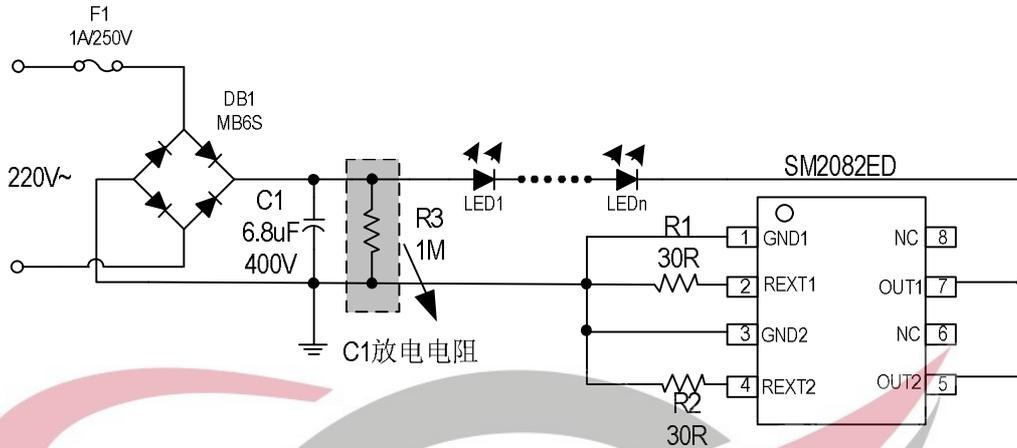 F1
1A/250V
DB1
MB6S
220V~
C1
6.8uF
400V
R3
1M
C1放电电阻
LED1
LEDn
SM2082ED
R1
30R
1 GND1
NC 8
2 REXT1
OUT1 7
3 GND2
NC 6
4 REXT2
OUT2 5
R2
30R